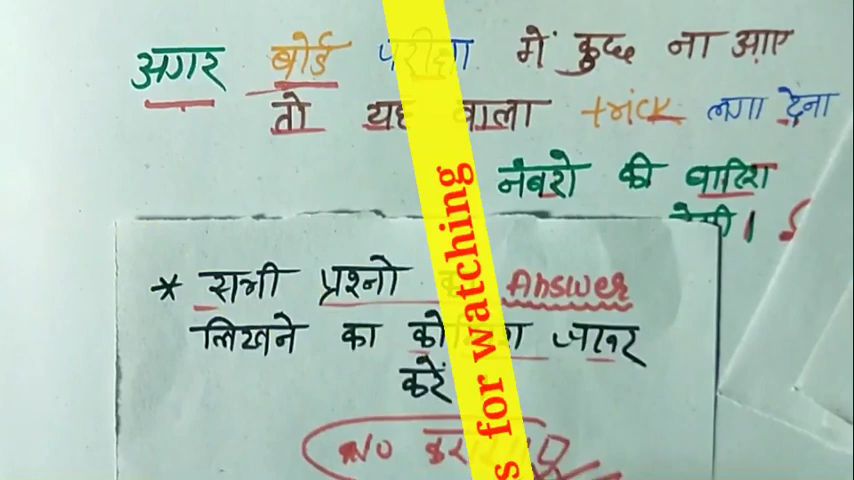 अगर बोर्ड परीक्षा में कुछ ना आए
तो यह वाला trick लगा देना
नंबरो की बारिश
* सभी प्रश्नो Answer
लिखने का जरुर
करें
No
s for watching